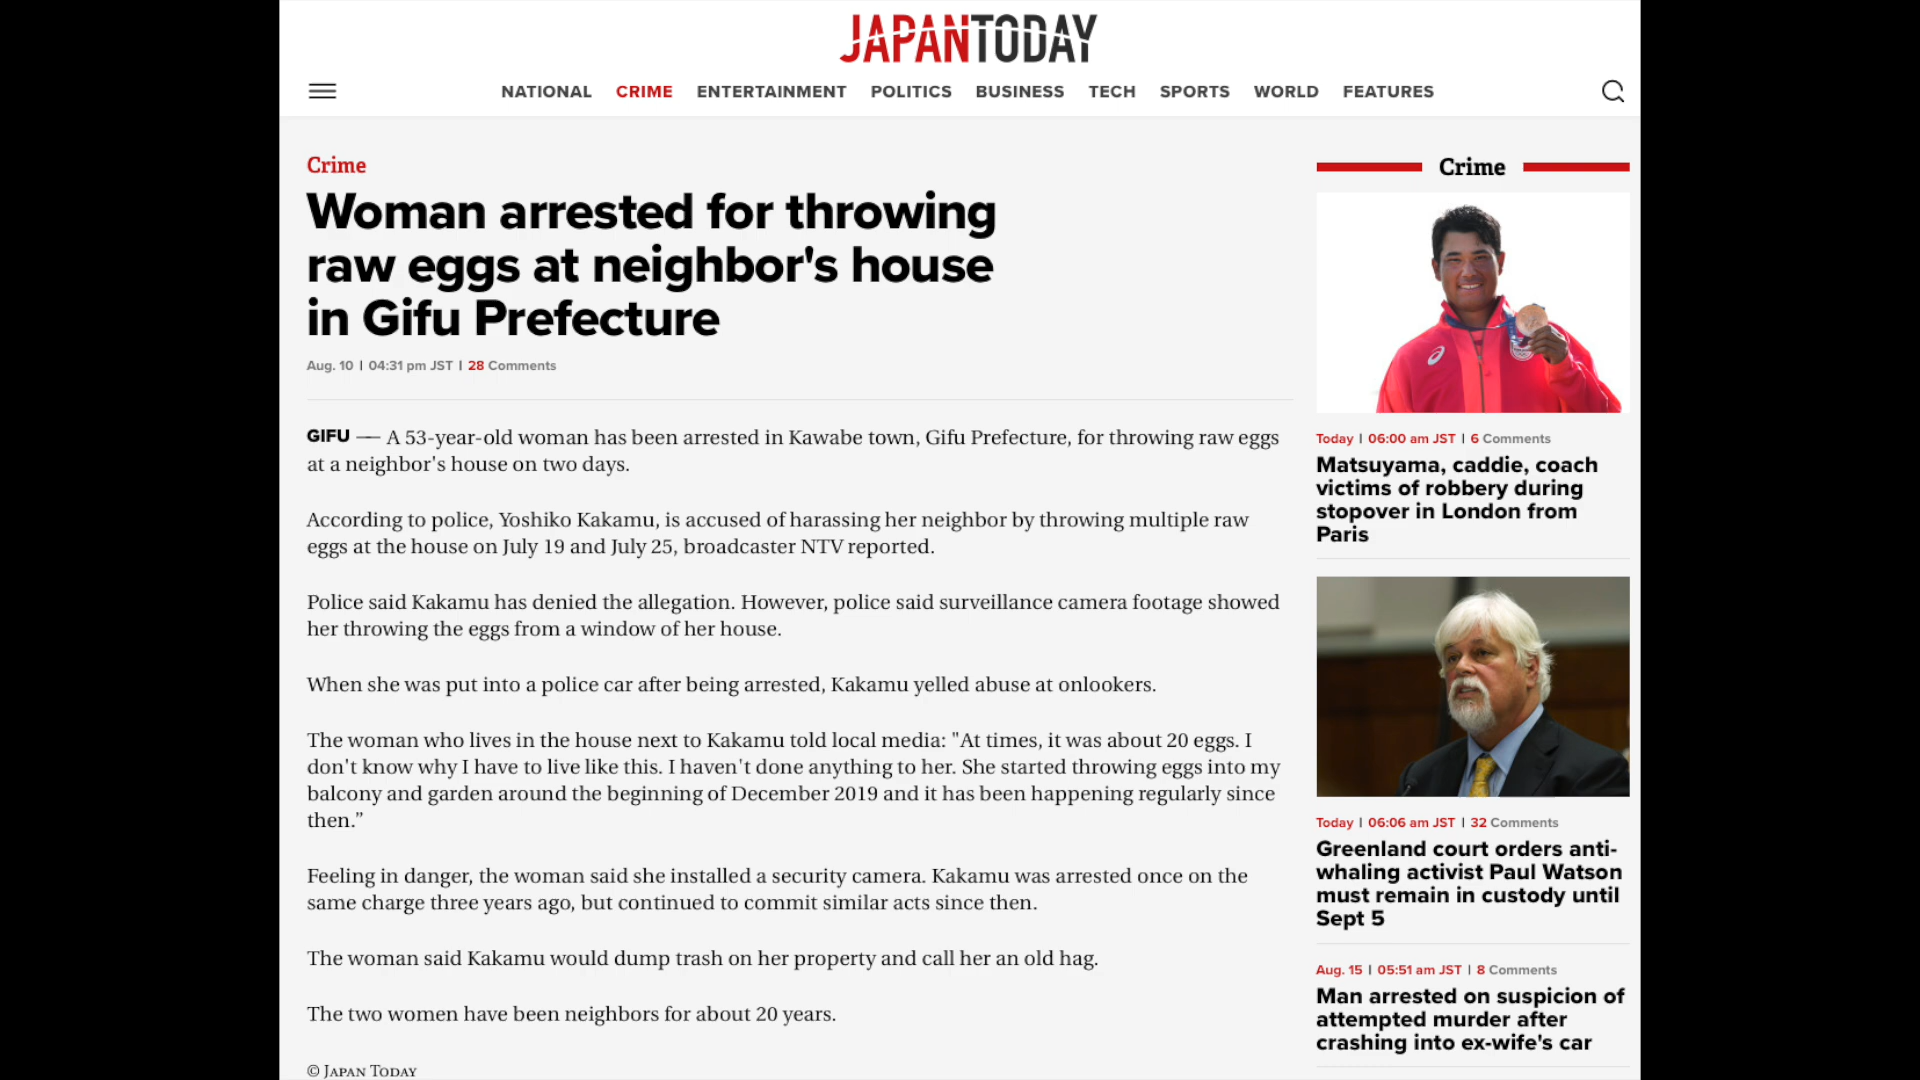 JAPANTODAY
NATIONAL CRIME ENTERTAINMENT POLITICS BUSINESS TECH SPORTS WORLD FEATURES
Crime
Woman arrested for throwing
raw eggs at neighbor's house
in Gifu Prefecture
Aug. 10 | 04:31 pm JST | 28 Comments
GIFU — A 53-year-old woman has been arrested in Kawabe town, Gifu Prefecture, for throwing raw eggs
at a neighbor's house on two days.
According to police, Yoshiko Kakamu, is accused of harassing her neighbor by throwing multiple raw
eggs at the house on July 19 and July 25, broadcaster NTV reported.
Police said Kakamu has denied the allegation. However, police said surveillance camera footage showed
her throwing the eggs from a window of her house.
When she was put into a police car after being arrested, Kakamu yelled abuse at onlookers.
The woman who lives in the house next to Kakamu told local media: "At times, it was about 20 eggs. I
don't know why I have to live like this. I haven't done anything to her. She started throwing eggs into my
balcony and garden around the beginning of December 2019 and it has been happening regularly since
then.”
Feeling in danger, the woman said she installed a security camera. Kakamu was arrested once on the
same charge three years ago, but continued to commit similar acts since then.
The woman said Kakamu would dump trash on her property and call her an old hag.
The two women have been neighbors for about 20 years.
© JAPAN TODAY
Crime
Today | 06:00 am JST | 6 Comments
Matsuyama, caddie, coach
victims of robbery during
stopover in London from
Paris
Today | 06:06 am JST | 32 Comments
Greenland court orders anti-
whaling activist Paul Watson
must remain in custody until
Sept 5
Aug. 15 | 05:51 am JST | 8 Comments
Man arrested on suspicion of
attempted murder after
crashing into ex-wife's car